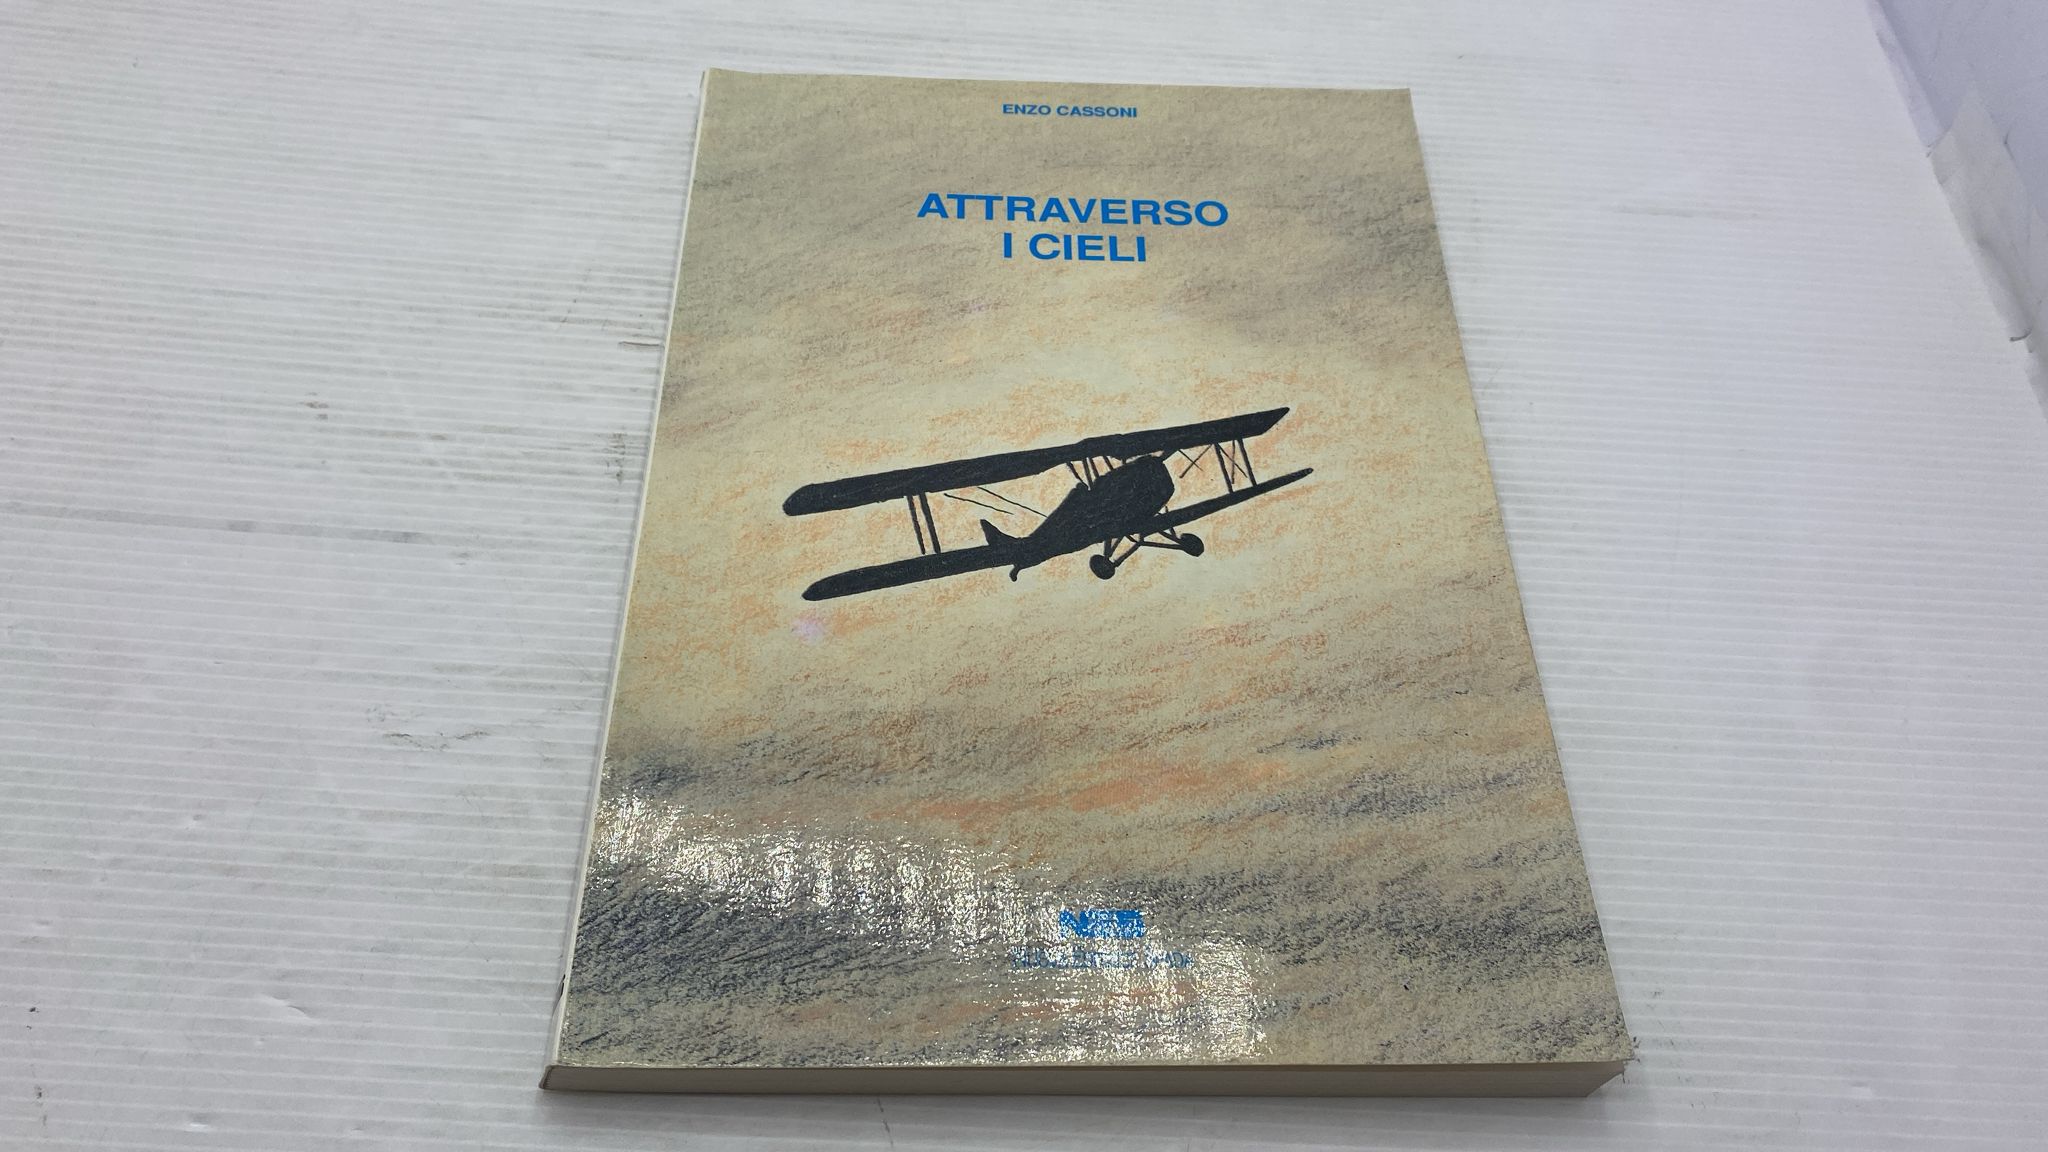 ENZO CASSONI
ATTRAVERSO
I CIELI